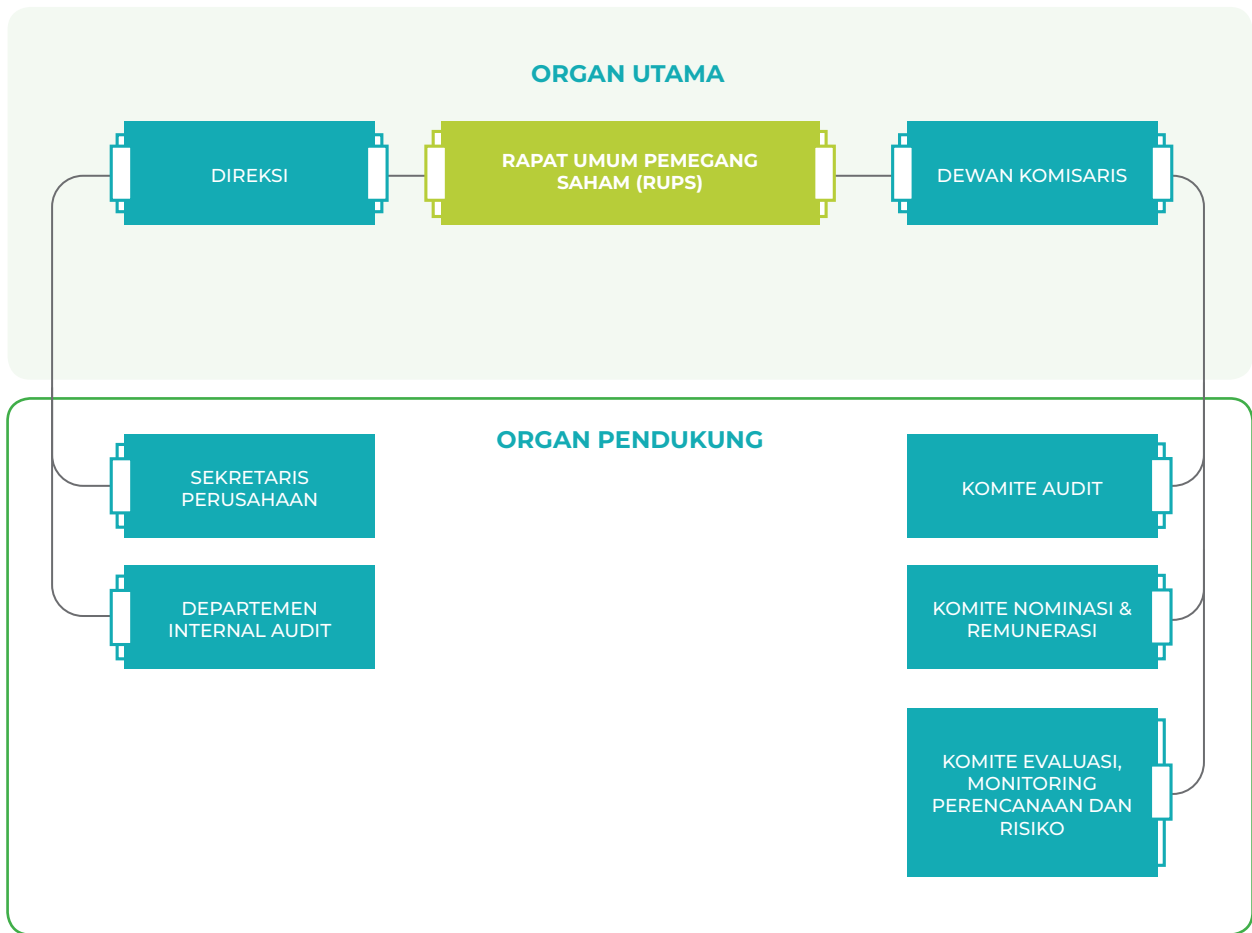 ORGAN UTAMA
DIREKSI
RAPAT UMUM PEMEGANG
SAHAM (RUPS)
DEWAN KOMISARIS
ORGAN PENDUKUNG
SEKRETARIS
PERUSAHAAN
KOMITE AUDIT
DEPARTEMEN
INTERNAL AUDIT
KOMITE NOMINASI &
REMUNERASI
KOMITE EVALUASI,
MONITORING
PERENCANAAN DAN
RISIKO